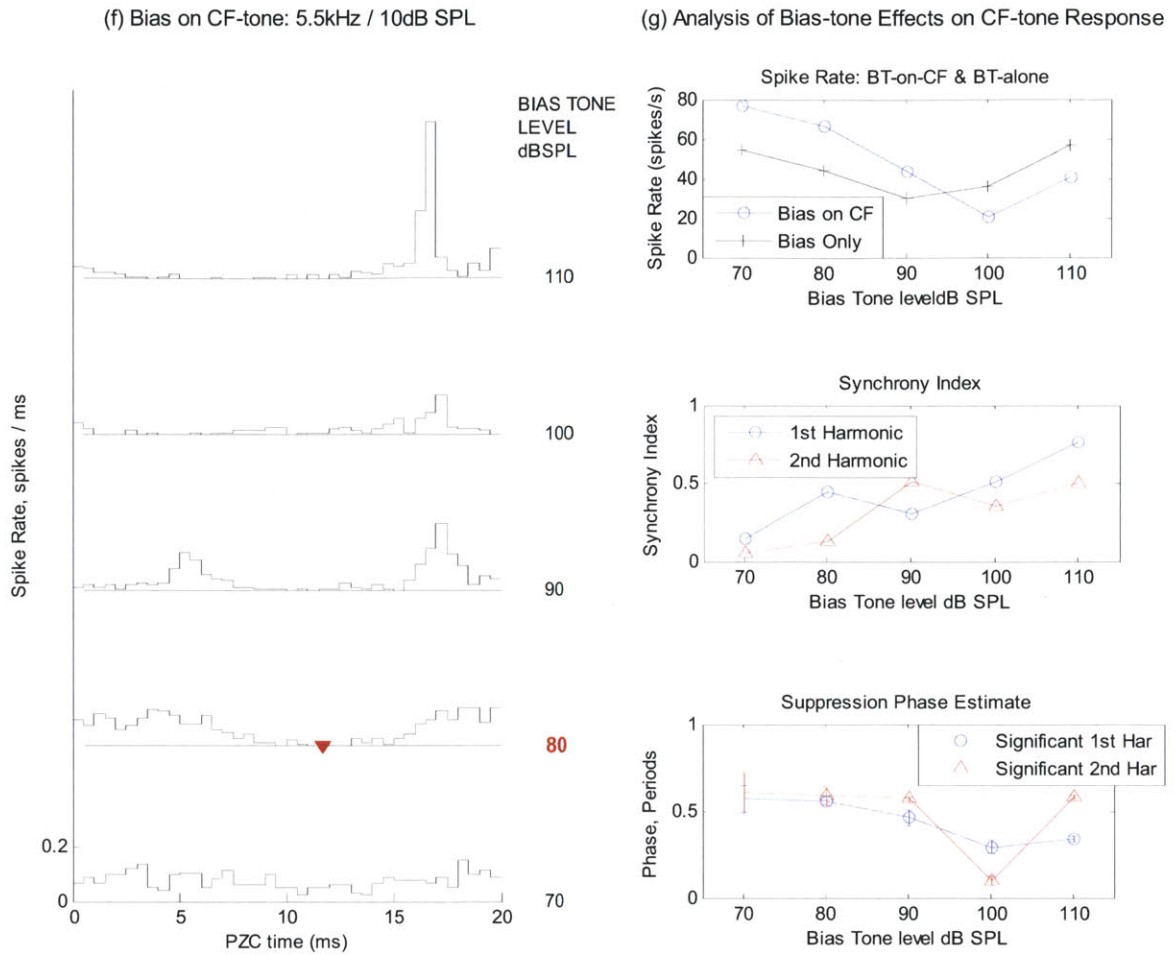 (f) Bias on CF-tone: 5.5kHz / 10dB SPL
BIAS TONE
LEVEL
dBSPL
110
100
90
80
70
Spike Rate, spikes / ms
0.2
0
0
5
10
15
20
PZC time (ms)
(g) Analysis of Bias-tone Effects on CF-tone Response
Spike Rate: BT-on-CF & BT-alone
Spike Rate (spikes/s)
80
60
40
20
0
Bias on CF
Bias Only
70
80
90
100
110
Bias Tone leveldB SPL
Synchrony Index
Synchrony Index
1
0.5
0
1st Harmonic
2nd Harmonic
70
80
90
100
110
Bias Tone level dB SPL
Suppression Phase Estimate
Phase, Periods
1
0.5
0
Significant 1st Har
Significant 2nd Har
70
80
90
100
110
Bias Tone level dB SPL